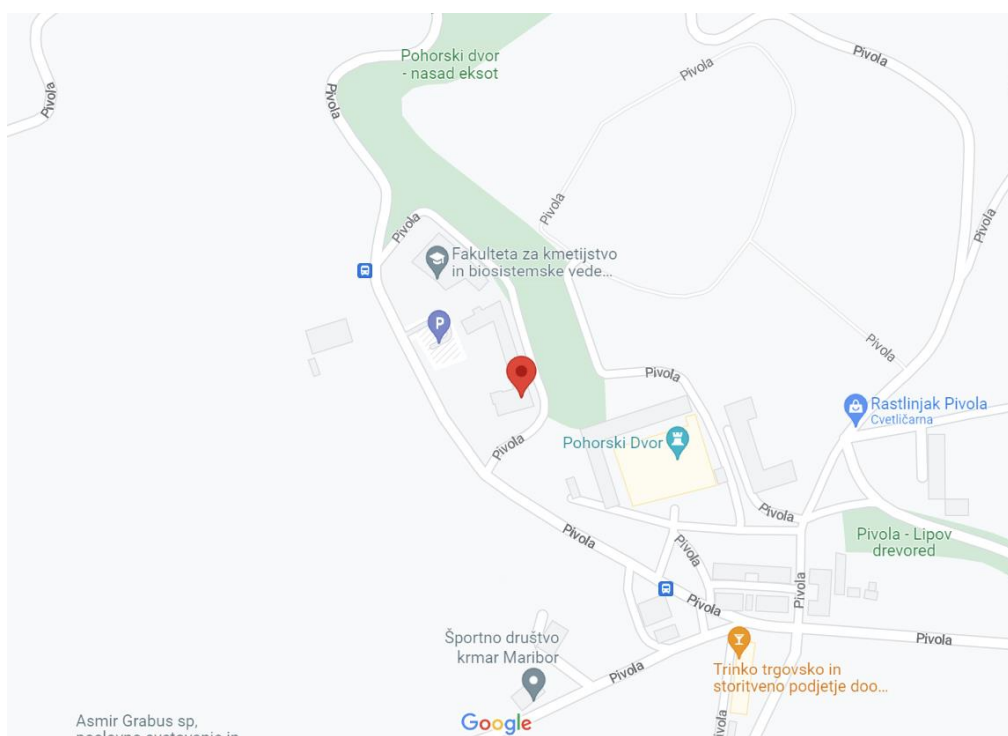 Pohorski dvor
- nasad eksot
Pivola
Pivola
Pivola
Pivola
Pivola
Pivola
Pivola
Fakulteta za kmetijstvo
in biosistemske vede...
P
Pivola
Pivola
Rastlinjak Pivola
Cvetličarna
Pohorski Dvor
Pivola
Pivola
Pivola
Pivola - Lipov
drevored
Pivola
Pivola
Pivola
Pivola
Športno društvo
krmar Maribor
Pivola
Trinko trgovsko in
storitveno podjetje doo...
Pivola
Google
Asmir Grabus sp,